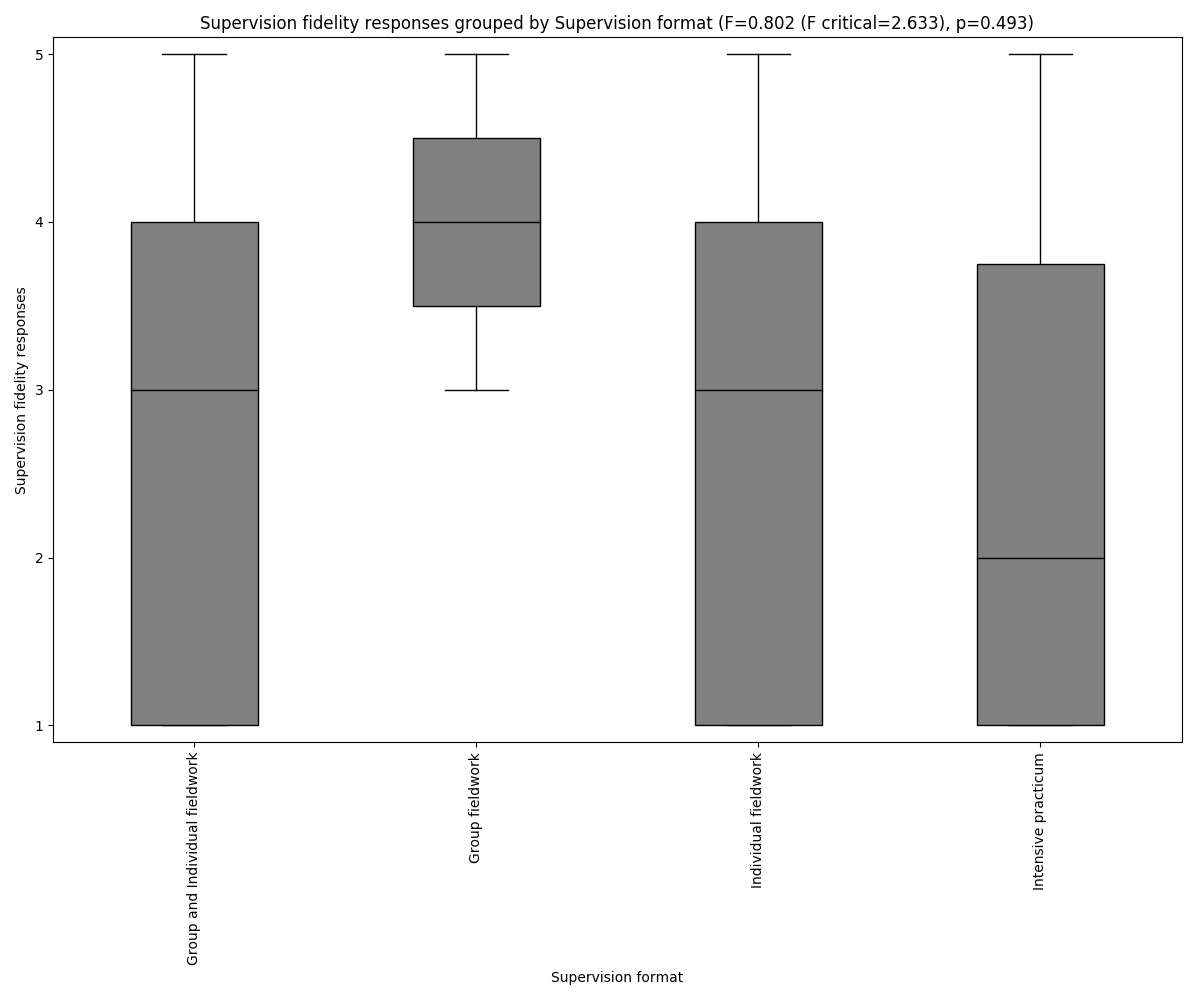 Supervision fidelity responses grouped by Supervision format (F=0.802 (F critical=2.633), p=0.493)
Supervision fidelity responses
5
4
3
2
1
Group and Individual fieldwork
Group fieldwork
Individual fieldwork
Intensive practicum
Supervision format